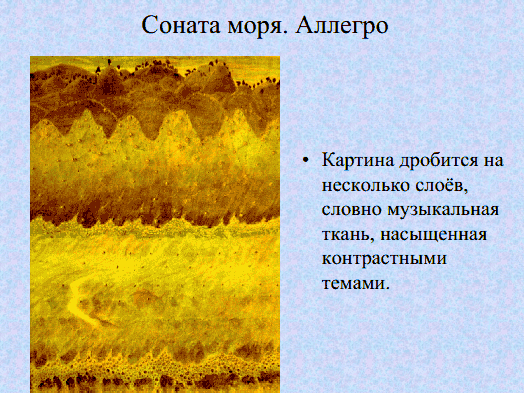 Соната моря. Аллегро
• Картина дробится на
несколько слоёв,
словно музыкальная
ткань, насыщенная
контрастными
темами.